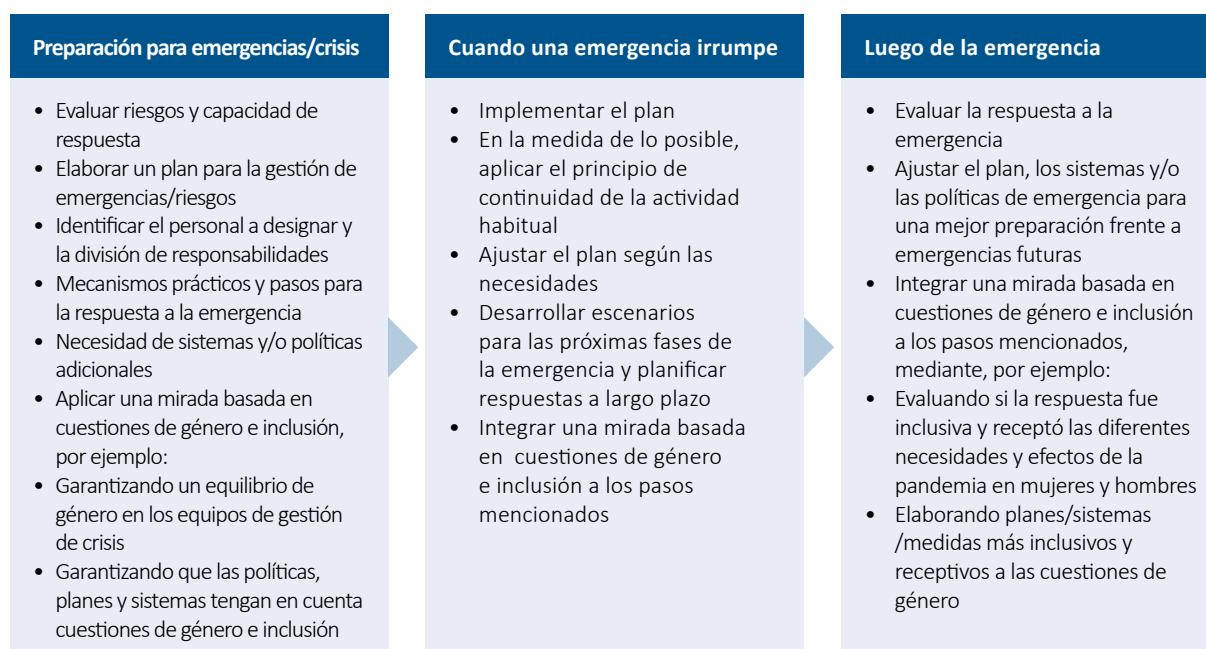 Preparación para emergencias/crisis
• Evaluar riesgos y capacidad de
respuesta
• Elaborar un plan para la gestión de
emergencias/riesgos
• Identificar el personal a designar y
la división de responsabilidades
• Mecanismos prácticos y pasos para
la respuesta a la emergencia
• Necesidad de sistemas y/o políticas
adicionales
• Aplicar una mirada basada en
cuestiones de género e inclusión,
por ejemplo:
• Garantizando un equilibrio de
género en los equipos de gestión
de crisis
• Garantizando que las políticas,
planes y sistemas tengan en cuenta
cuestiones de género e inclusión
Cuando una emergencia irrumpe
• Implementar el plan
• En la medida de lo posible,
aplicar el principio de
continuidad de la actividad
habitual
• Ajustar el plan según las
necesidades
• Desarrollar escenarios
para las próximas fases de
la emergencia y planificar
respuestas a largo plazo
• Integrar una mirada basada
en cuestiones de género
e inclusión a los pasos
mencionados
Luego de la emergencia
• Evaluar la respuesta a la
emergencia
• Ajustar el plan, los sistemas y/o
las políticas de emergencia para
una mejor preparación frente a
emergencias futuras
• Integrar una mirada basada en
cuestiones de género e inclusión
a los pasos mencionados,
mediante, por ejemplo:
• Evaluando si la respuesta fue
inclusiva y receptó las diferentes
necesidades y efectos de la
pandemia en mujeres y hombres
• Elaborando planes/sistemas
/medidas más inclusivos y
receptivos a las cuestiones de
género